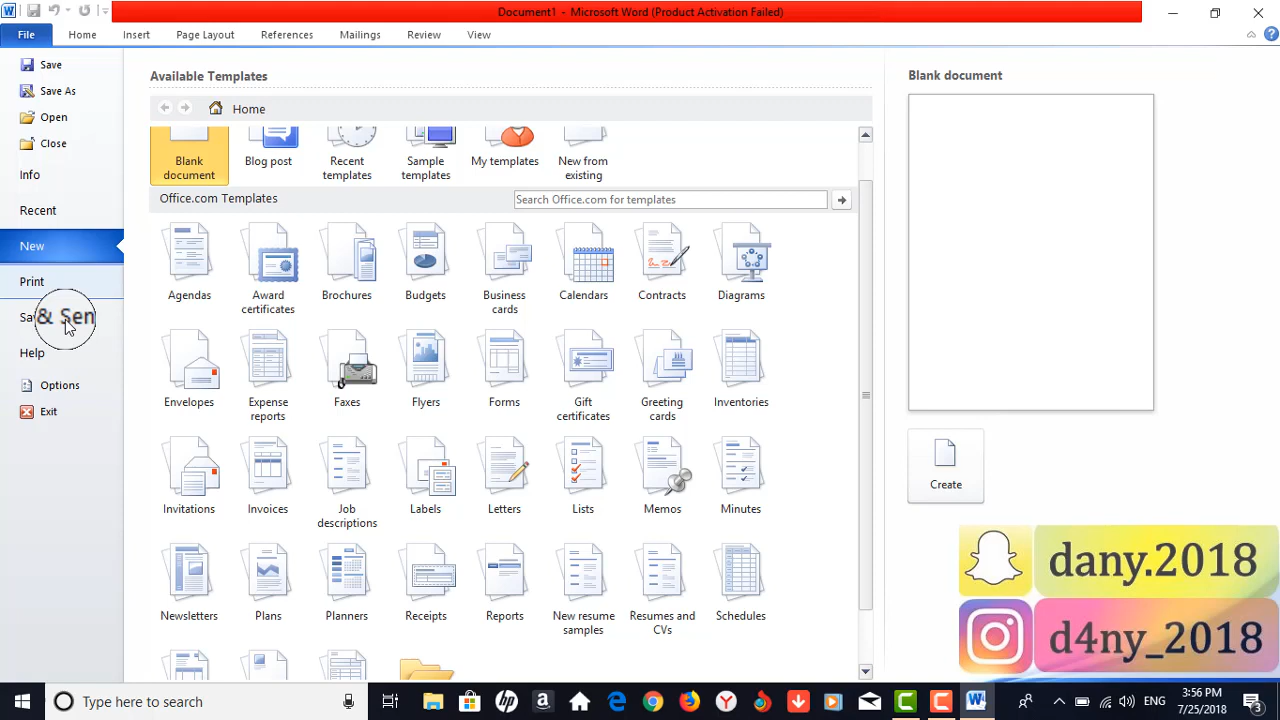 Document1 - Microsoft Word (Product Activation Failed)
File Home Insert Page Layout References Mailings Review View
Save
Save As
Open
Close
Info
Recent
New
Print
Sa & Sen
Help
Options
Exit
Available Templates
Home
Blank document
Blog post
Recent templates
Sample templates
My templates
New from existing
Office.com Templates
Search Office.com for templates
Agendas
Award certificates
Brochures
Budgets
Business cards
Calendars
Contracts
Diagrams
Envelopes
Expense reports
Faxes
Flyers
Forms
Gift certificates
Greeting cards
Inventories
Invitations
Invoices
Job descriptions
Labels
Letters
Lists
Memos
Minutes
Newsletters
Plans
Planners
Receipts
Reports
New resume samples
Resumes and CVs
Schedules
Blank document
Create
dany.2018
d4ny_2018
Type here to search
ENG
3:56 PM
7/25/2018
3